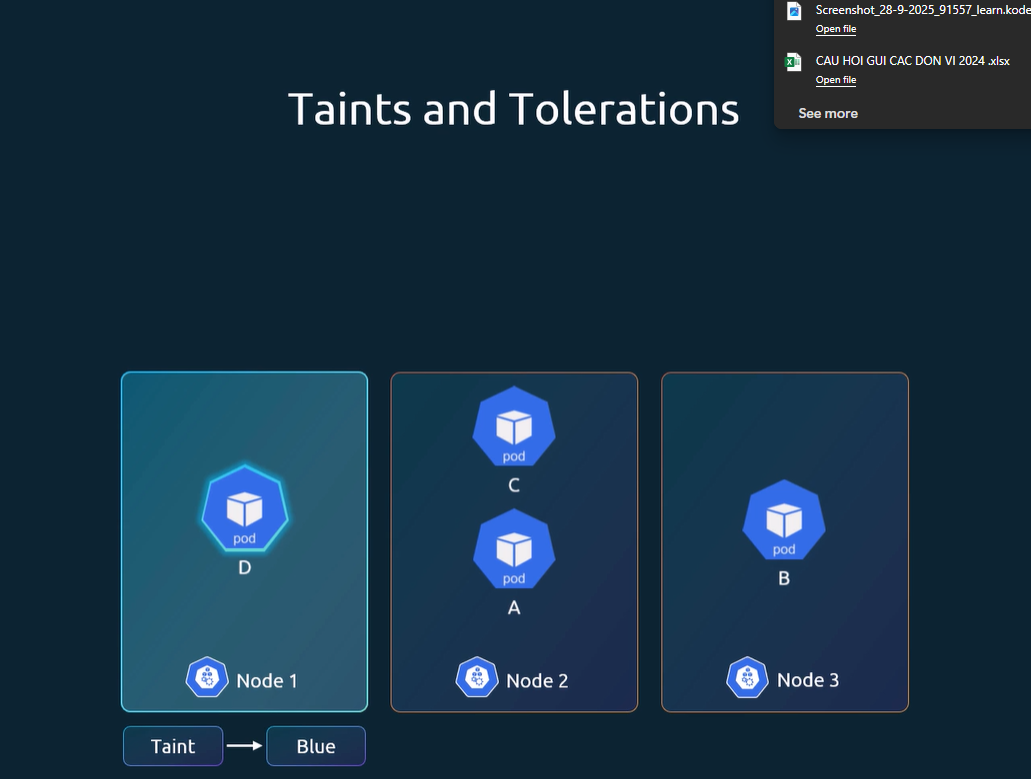 Screenshot_28-9-2025_91557_learn.kode
Open file
CAU HOI GUI CAC DON VI 2024 .xlsx
Open file
See more
Taints and Tolerations
pod
C
pod
D
pod
A
pod
B
Node 1
Node 2
Node 3
Taint
Blue